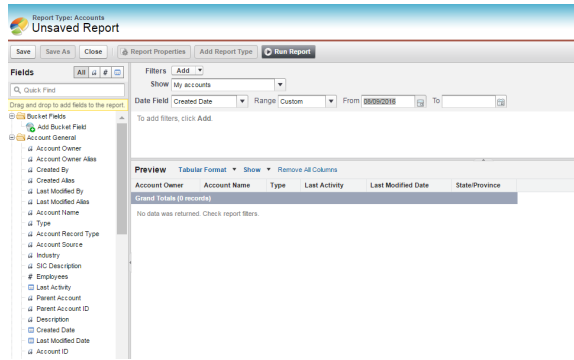 Report Type: Accounts
Unsaved Report
Save Save As Close Report Properties Add Report Type Run Report
Fields All # Filters Add
Quick Find Show My accounts
Drag and drop to add fields to the report. Date Field Created Date Range Custom From 08/09/2016 To
Bucket Fields To add filters, click Add.
Add Bucket Field
Account General
Account Owner
Account Owner Alias
Created By
Created Alias
Last Modified By
Last Modified Alias
Account Name
Type
Account Record Type
Account Source
Industry
SIC Description
# Employees
Last Activity
Parent Account
Parent Account ID
Description
Created Date
Last Modified Date
Account ID
Preview Tabular Format Show Remove All Columns
Account Owner Account Name Type Last Activity Last Modified Date State/Province
Grand Totals (0 records)
No data was returned. Check report filters.